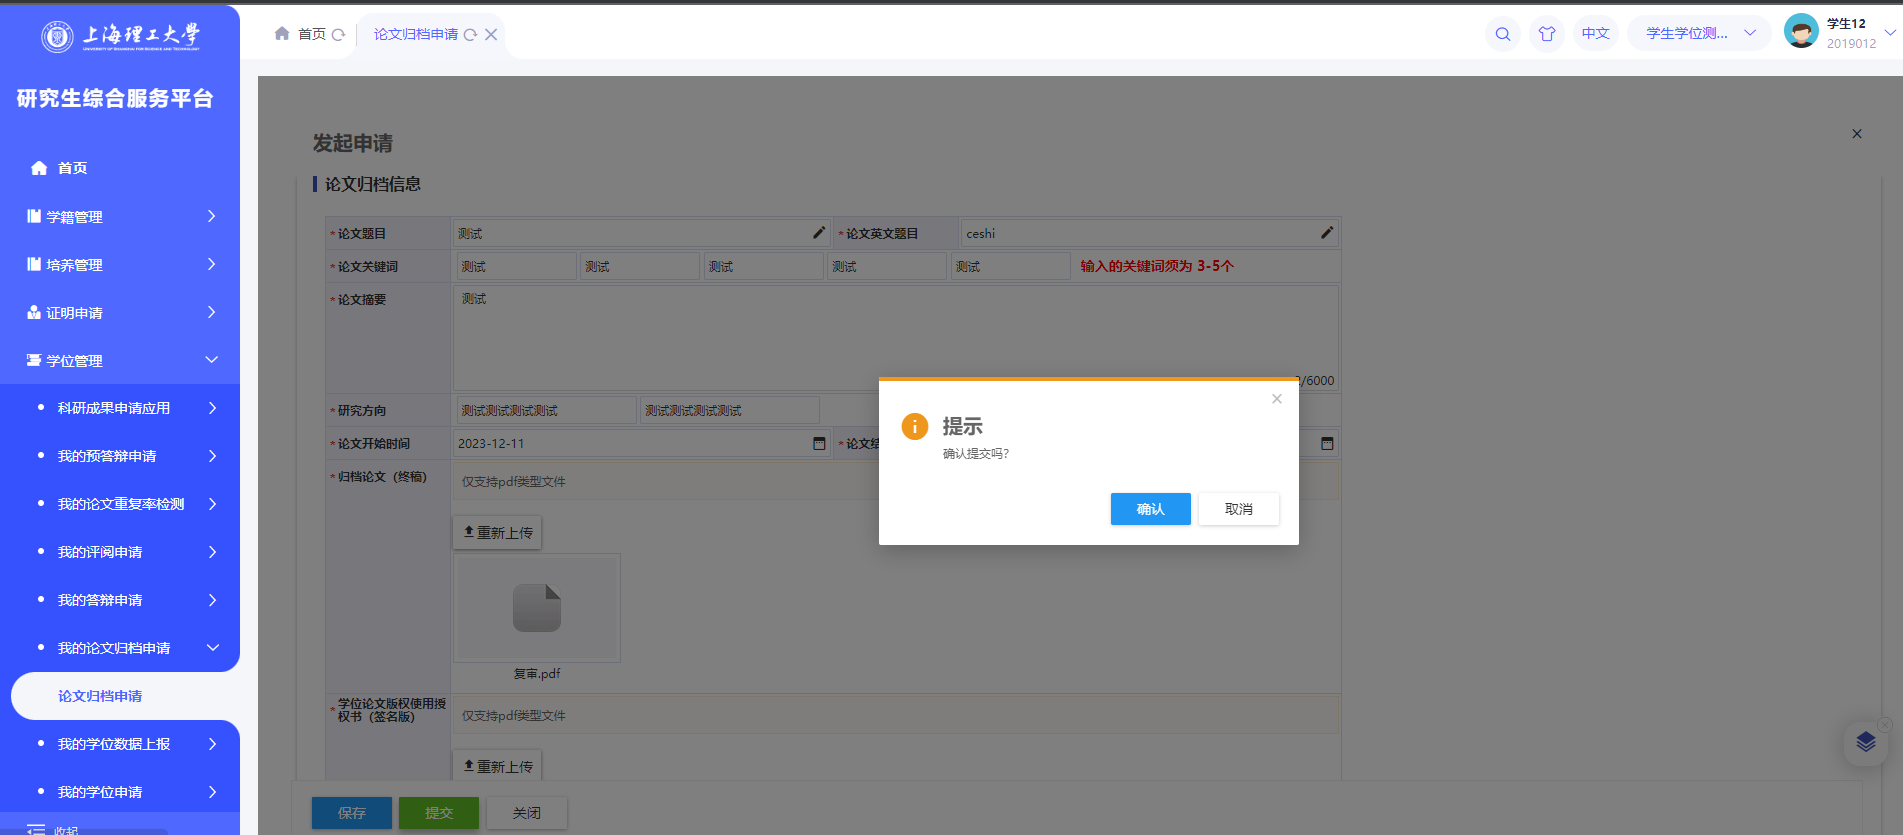 上海理工大學
UNIVERSITY OF SHANGHAI FOR SCIENCE AND TECHNOLOGY
研究生综合服务平台
首页
学籍管理
培养管理
证明申请
学位管理
科研成果申请应用
我的预答辩申请
我的论文重复率检测
我的评阅申请
我的答辩申请
我的论文归档申请
论文归档申请
我的学位数据上报
我的学位申请
收起
首页
论文归档申请
中文
学生学位测...
学生12
2019012
发起申请
论文归档信息
*论文题目 测试 *论文英文题目 ceshi
*论文关键词 测试 测试 测试 测试 测试 输入的关键词须为 3-5个
*论文摘要 测试
/6000
*研究方向 测试测试测试测试 测试测试测试测试
*论文开始时间 2023-12-11 *论文结
*归档论文（终稿） 仅支持pdf类型文件
重新上传
复审.pdf
*学位论文版权使用授
权书（签名版）
仅支持pdf类型文件
重新上传
保存 提交 关闭
提示
确认提交吗?
确认 取消